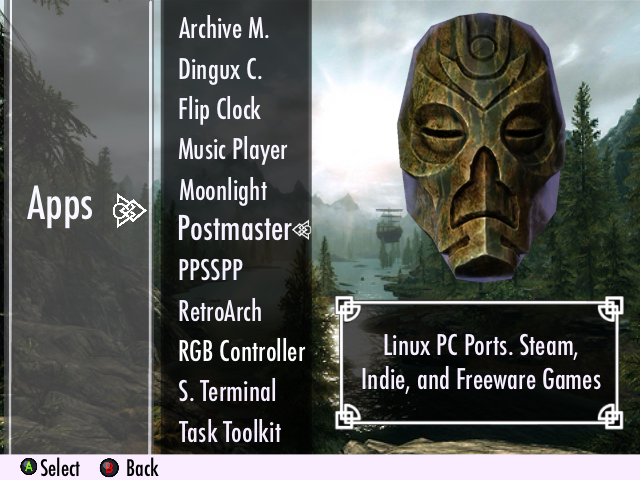 Apps
Archive M.
Dingux C.
Flip Clock
Music Player
Moonlight
Postmaster
PPSSPP
RetroArch
RGB Controller
S. Terminal
Task Toolkit
Linux PC Ports. Steam,
Indie, and Freeware Games
A Select B Back